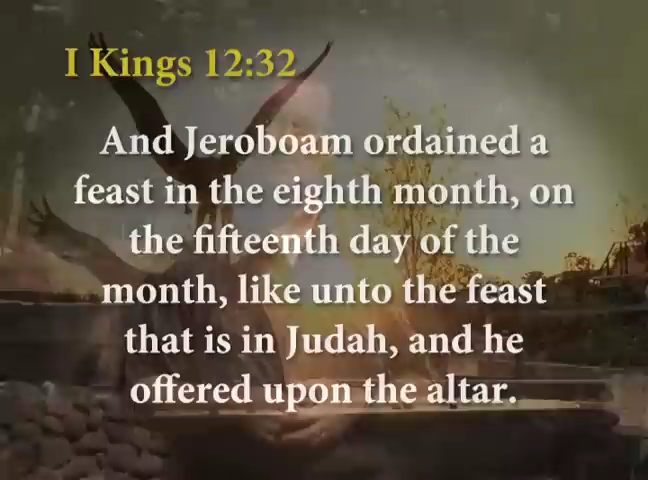 I Kings 12:32
And Jeroboam ordained a
feast in the eighth month, on
the fifteenth day of the
month, like unto the feast
that is in Judah, and he
offered upon the altar.